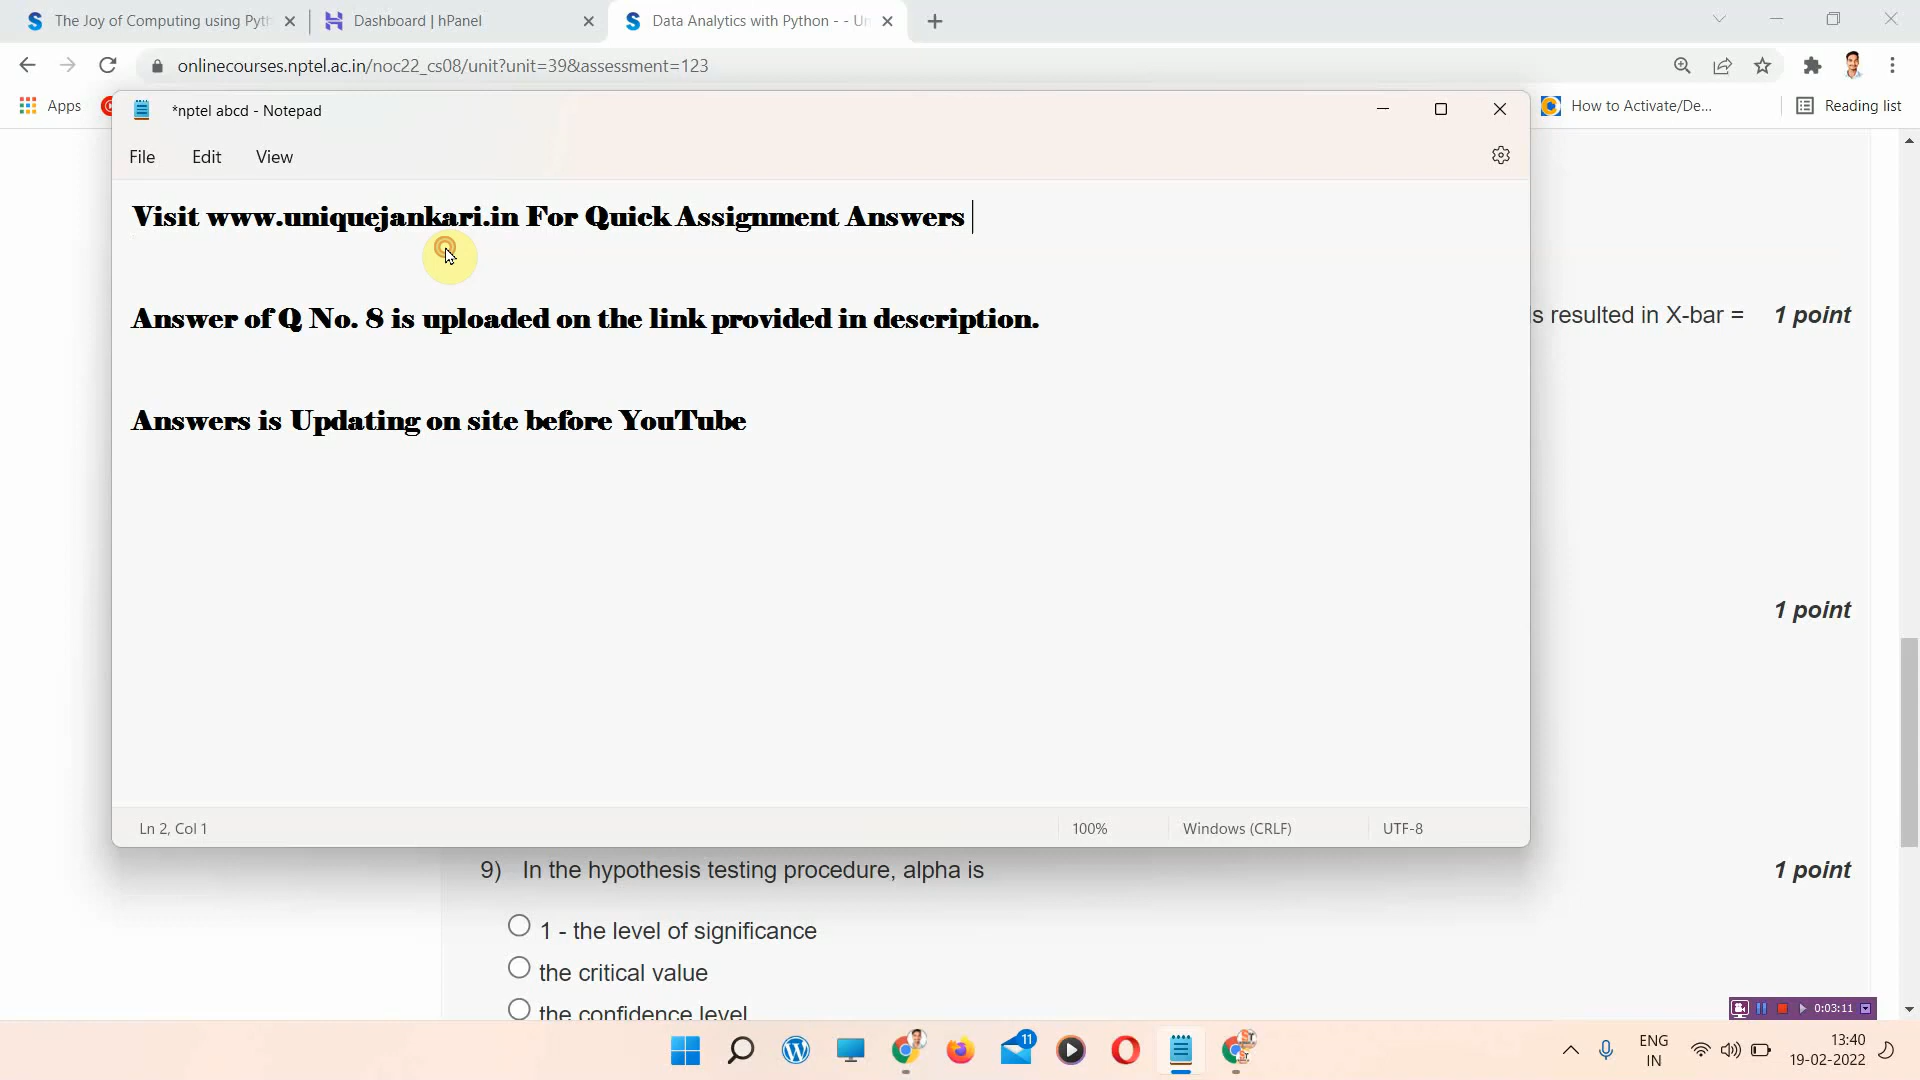 The Joy of Computing using Pyth
Dashboard | hPanel
Data Analytics with Python - - Un
onlinecourses.nptel.ac.in/noc22_cs08/unit?unit=39&assessment=123
Apps
How to Activate/De...
Reading list
*nptel abcd - Notepad
File Edit View
Visit www.uniquejankari.in For Quick Assignment Answers
Answer of Q No. 8 is uploaded on the link provided in description.
s resulted in X-bar = 1 point
Answers is Updating on site before YouTube
1 point
Ln 2, Col 1
100%
Windows (CRLF)
UTF-8
9) In the hypothesis testing procedure, alpha is 1 point
1 - the level of significance
the critical value
the confidence level
0:03:11
11
ENG
IN
13:40
19-02-2022